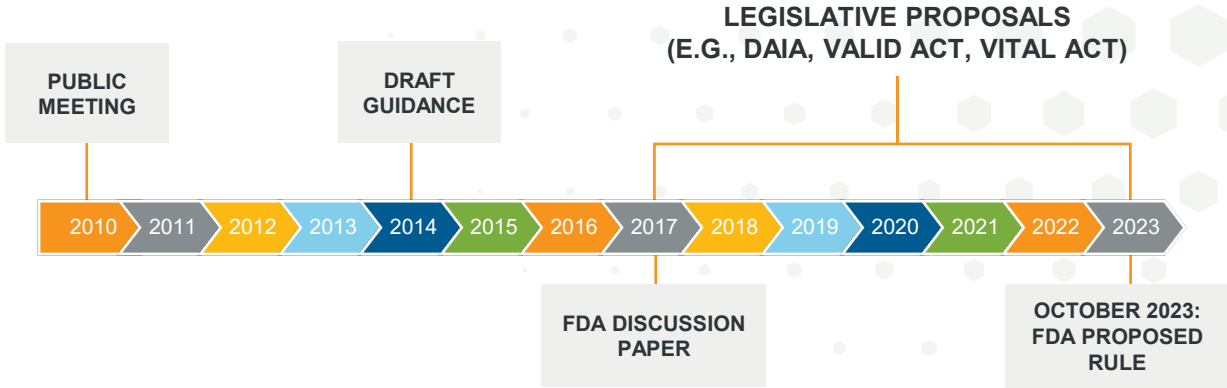 LEGISLATIVE PROPOSALS
(E.G., DAIA, VALID ACT, VITAL ACT)
PUBLIC
MEETING
DRAFT
GUIDANCE
2010 2011 2012 2013 2014 2015 2016 2017 2018 2019 2020 2021 2022 2023
FDA DISCUSSION
PAPER
OCTOBER 2023:
FDA PROPOSED
RULE